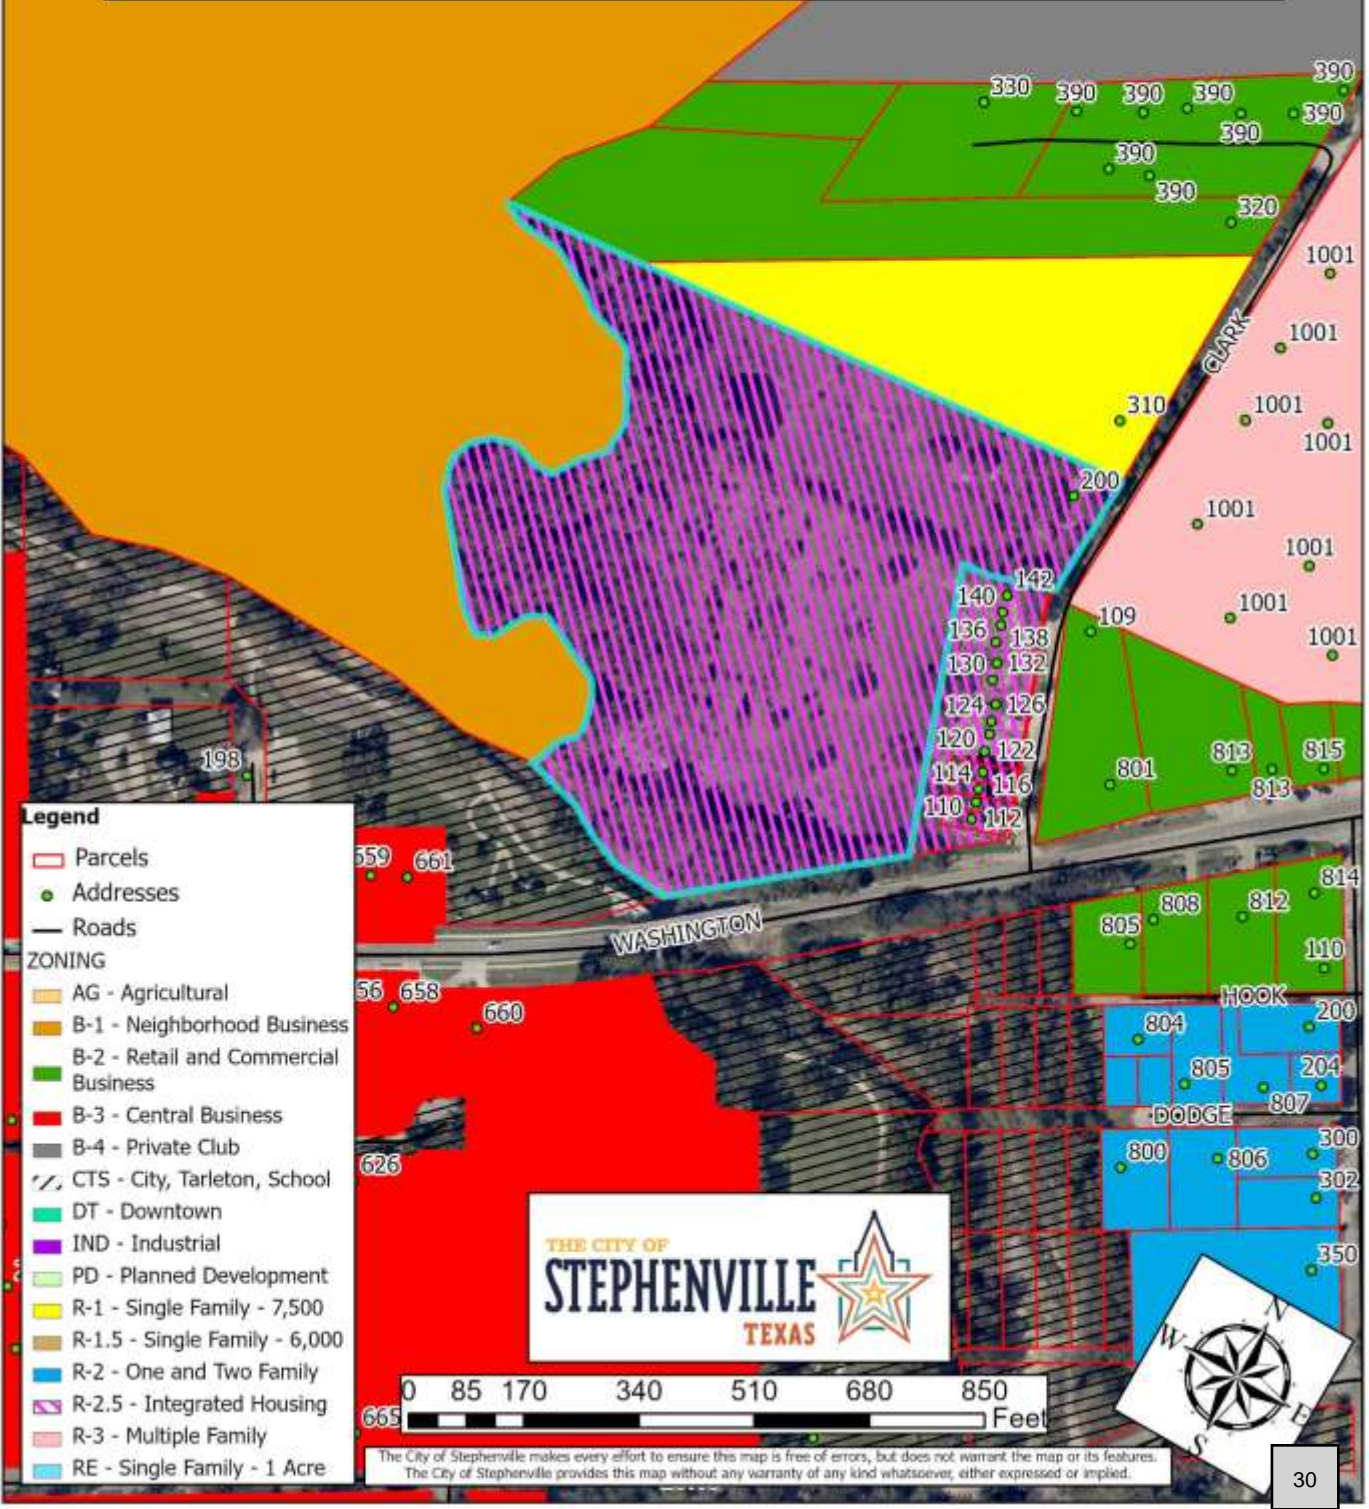 390
330
390
390
390
390
390
390
390
320
1001
CLARK
1001
310
1001
1001
200
1001
1001
142
140
1001
109
136
138
1001
130
132
124
126
120
122
198
813
815
114
116
801
813
110
112
659
661
814
808
812
805
WASHINGTON
110
HOOK
56
658
660
200
804
805
204
807
DODGE
300
800
806
626
302
350
665
Legend
Parcels
Addresses
Roads
ZONING
AG - Agricultural
B-1 - Neighborhood Business
B-2 - Retail and Commercial
Business
B-3 - Central Business
B-4 - Private Club
CTS - City, Tarleton, School
DT - Downtown
IND - Industrial
PD - Planned Development
R-1 - Single Family - 7,500
R-1.5 - Single Family - 6,000
R-2 - One and Two Family
R-2.5 - Integrated Housing
R-3 - Multiple Family
RE - Single Family - 1 Acre
THE CITY OF
STEPHENVILLE
TEXAS
N
W
E
S
0 85 170 340 510 680 850
Feet
The City of Stephenville makes every effort to ensure this map is free of errors, but does not warrant the map or its features.
The City of Stephenville provides this map without any warranty of any kind whatsoever, either expressed or implied.
30